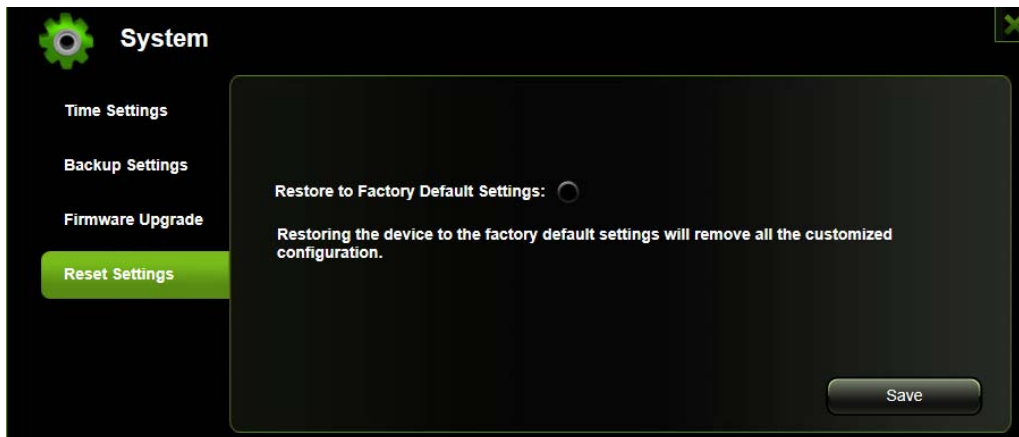 System
Time Settings
Backup Settings
Firmware Upgrade
Reset Settings
Restore to Factory Default Settings:
Restoring the device to the factory default settings will remove all the customized
configuration.
Save